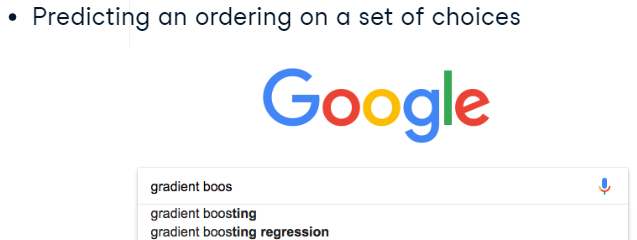 • Predicting an ordering on a set of choices
Google
gradient boos
gradient boosting
gradient boosting regression